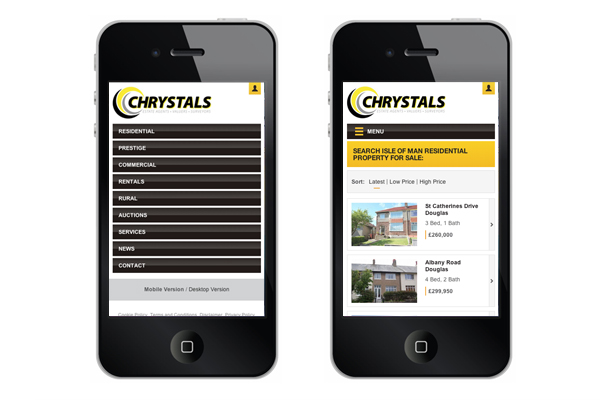 CHRYSTALS
RESIDENTIAL
PRESTIGE
COMMERCIAL
RENTALS
RURAL
AUCTIONS
SERVICES
NEWS
CONTACT
Mobile Version / Desktop Version
Cookie Policy, Terms and Conditions, Disclaimer, Privacy Policy
CHRYSTALS
MENU
SEARCH ISLE OF MAN RESIDENTIAL
PROPERTY FOR SALE:
Sort: Latest | Low Price | High Price
St Catherines Drive
Douglas
3 Bed, 1 Bath
£260,000
Albany Road
Douglas
4 Bed, 2 Bath
£299,950